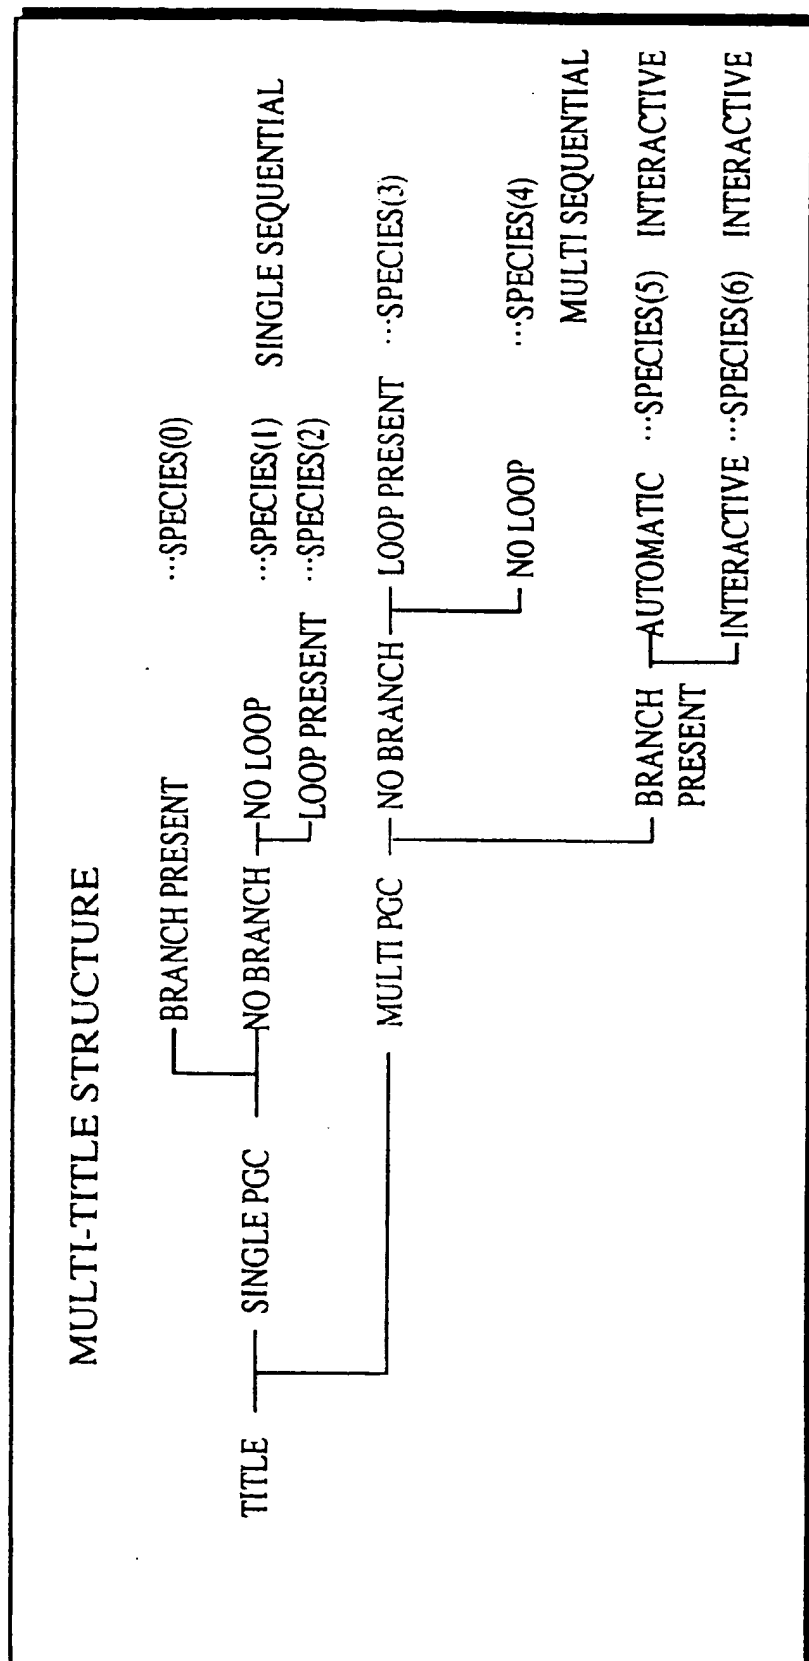 MULTI-TITLE STRUCTURE
BRANCH PRESENT ···SPECIES(0)
TITLE SINGLE PGC NO BRANCH NO LOOP ···SPECIES(1) SINGLE SEQUENTIAL
LOOP PRESENT ···SPECIES(2)
MULTI PGC NO BRANCH LOOP PRESENT ···SPECIES(3)
NO LOOP ···SPECIES(4)
MULTI SEQUENTIAL
BRANCH PRESENT AUTOMATIC ···SPECIES(5) INTERACTIVE
INTERACTIVE ···SPECIES(6) INTERACTIVE